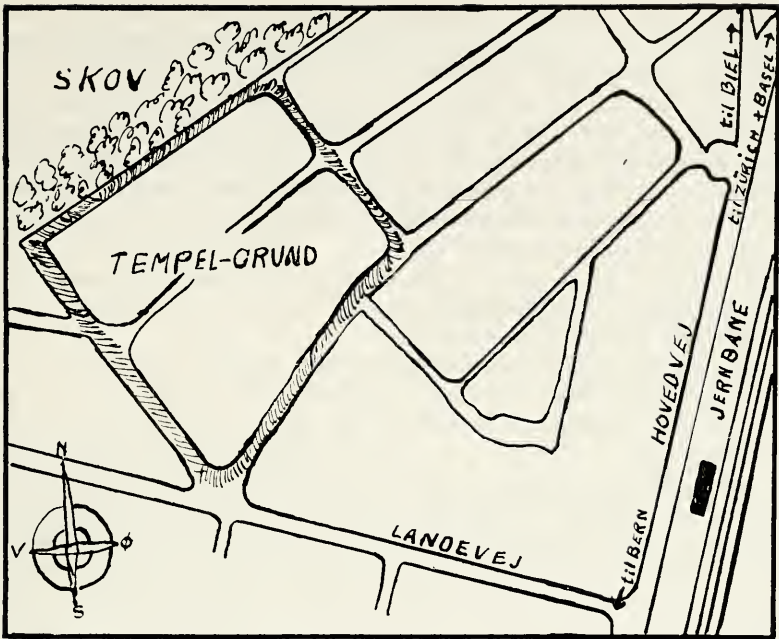 SKOV
til BIEL
til ZÜRICH + BASEL
TEMPEL-GRUND
HOVEDVEJ
JERNBANE
LANDEVEJ
til BERN
N
V
Ø
S